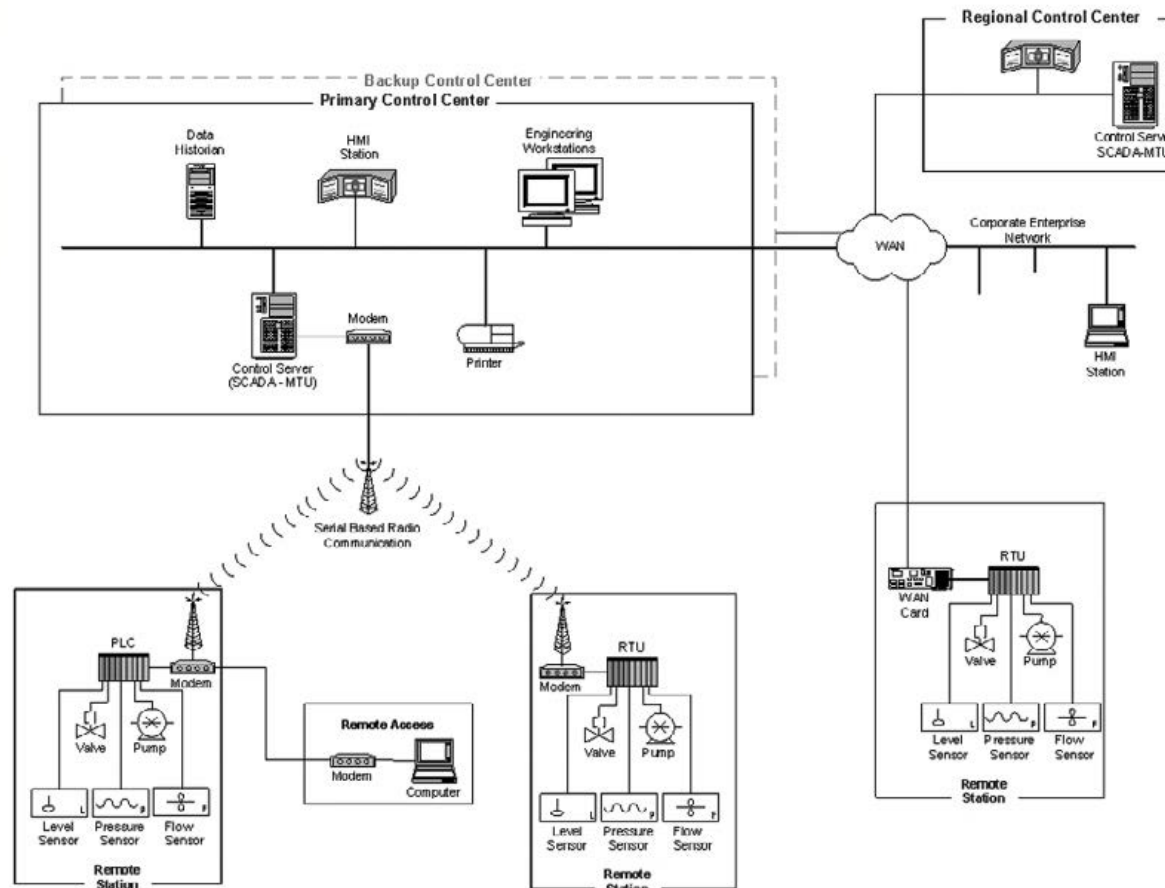 Regional Control Center
Control Server
SCADA-MTU
Backup Control Center
Primary Control Center
Data
Historian
HMI
Station
Engineering
Workstations
Control Server
(SCADA - MTU)
Modem
Printer
WAN
Corporate Enterprise
Network
HMI
Station
Serial Based Radio
Communication
PLC
Modem
Valve
Pump
L
P
F
Level
Sensor
Pressure
Sensor
Flow
Sensor
Remote
Station
Remote Access
Modem
Computer
RTU
Modem
Valve
Pump
L
P
F
Level
Sensor
Pressure
Sensor
Flow
Sensor
Remote
Station
RTU
WAN
Card
Valve
Pump
L
P
F
Level
Sensor
Pressure
Sensor
Flow
Sensor
Remote
Station